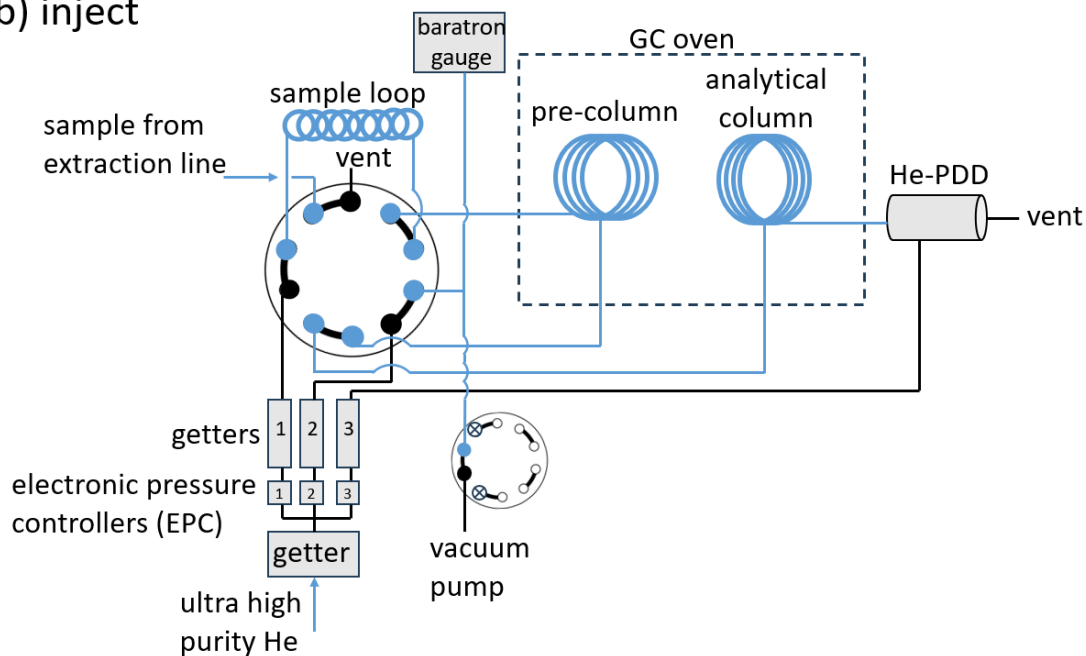 b) inject
baratron
gauge
GC oven
analytical
column
pre-column
sample loop
sample from
extraction line
vent
He-PDD
vent
getters
1 2 3
electronic pressure
controllers (EPC)
1 2 3
getter
vacuum
pump
ultra high
purity He